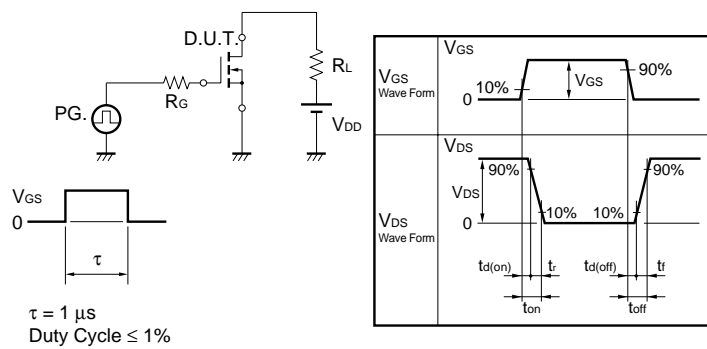 D.U.T.
RL
RG
PG.
VDD
VGS
0
τ
τ = 1 μs
Duty Cycle ≤ 1%
VGS
Wave Form
VGS
10%
VGS
90%
0
VDS
Wave Form
VDS
90%
VDS
10%
10%
90%
0
td(on)
tr
td(off)
tf
ton
toff